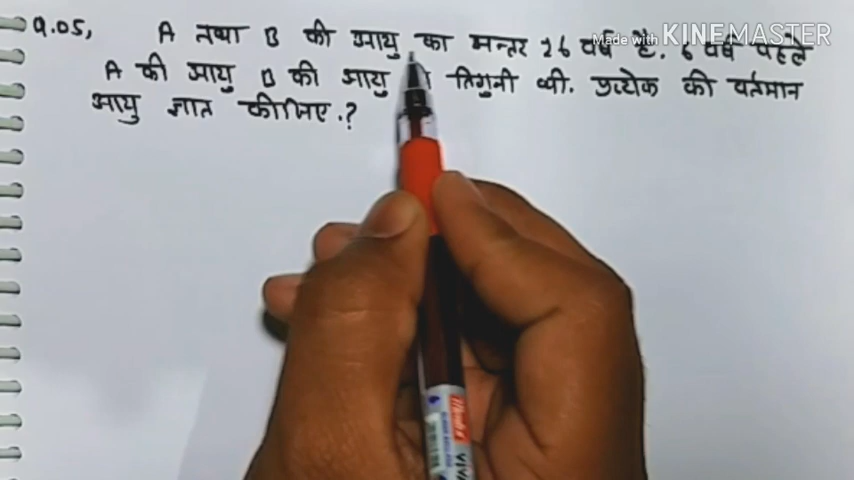 Q.05, A तथा B की आयु का अन्तर 16 वर्ष है. 6 वर्ष पहले
A की आयु B की आयु तिगुनी थी. प्रत्येक की वर्तमान
आयु ज्ञात कीजिए.?
Made with KINEMASTER